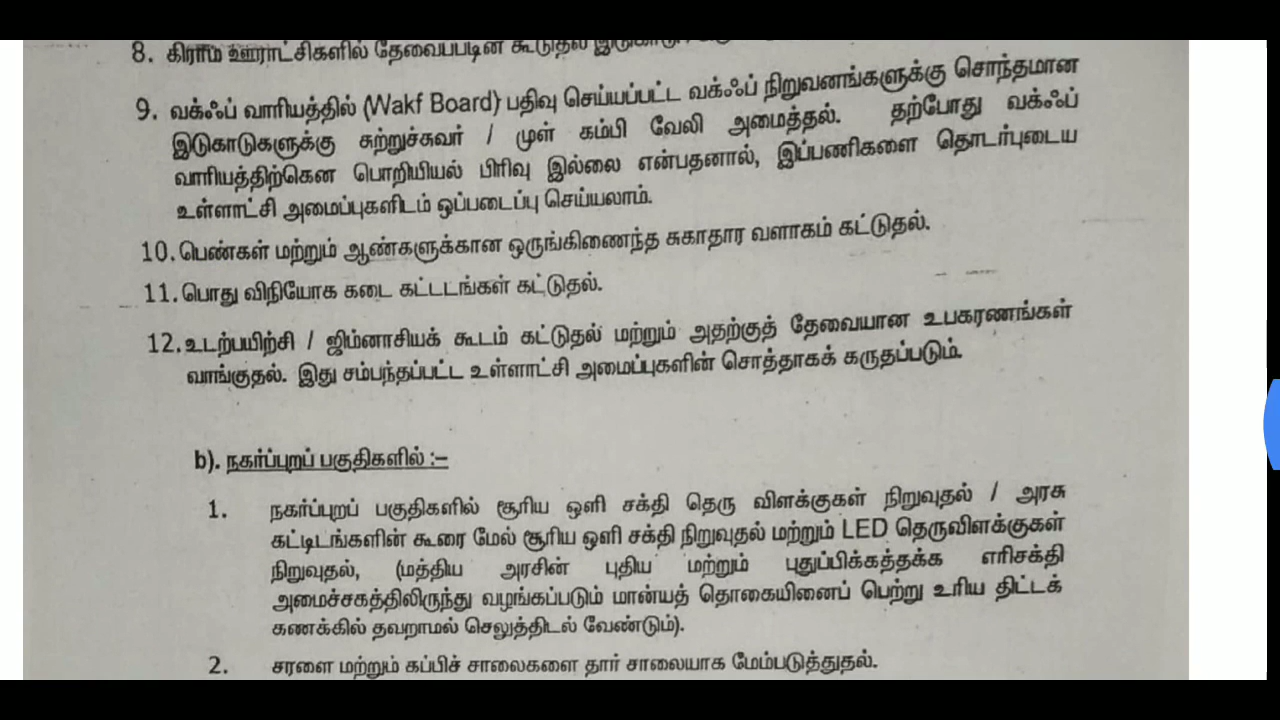 8. கிராம ஊராட்சிகளில் தேவைப்படின் கூடுதல்
9. வக்ஃப் வாரியத்தில் (Wakf Board) பதிவு செய்யப்பட்ட வக்ஃப் நிறுவனங்களுக்கு சொந்தமான
இடுகாடுகளுக்கு சுற்றுச்சுவர் / முள் கம்பி வேலி அமைத்தல். தற்போது வக்ஃப்
வாரியத்திற்கென பொறியியல் பிரிவு இல்லை என்பதனால், இப்பணிகளை தொடர்புடைய
உள்ளாட்சி அமைப்புகளிடம் ஒப்படைப்பு செய்யலாம்.
10. பெண்கள் மற்றும் ஆண்களுக்கான ஒருங்கிணைந்த சுகாதார வளாகம் கட்டுதல்.
11. பொது விநியோக கடை கட்டடங்கள் கட்டுதல்.
12. உடற்பயிற்சி / ஜிம்னாசியக் கூடம் கட்டுதல் மற்றும் அதற்குத் தேவையான உபகரணங்கள்
வாங்குதல். இது சம்பந்தப்பட்ட உள்ளாட்சி அமைப்புகளின் சொத்தாகக் கருதப்படும்.
b). நகர்ப்புறப் பகுதிகளில் :–
1. நகர்ப்புறப் பகுதிகளில் சூரிய ஒளி சக்தி தெரு விளக்குகள் நிறுவுதல் / அரசு
கட்டிடங்களின் கூரை மேல் சூரிய ஒளி சக்தி நிறுவுதல் மற்றும் LED தெருவிளக்குகள்
நிறுவுதல், (மத்திய அரசின் புதிய மற்றும் புதுப்பிக்கத்தக்க எரிசக்தி
அமைச்சகத்திலிருந்து வழங்கப்படும் மான்யத் தொகையினைப் பெற்று உரிய திட்டக்
கணக்கில் தவறாமல் செலுத்திடல் வேண்டும்).
2. சரளை மற்றும் கப்பிச் சாலைகளை தார் சாலையாக மேம்படுத்துதல்.